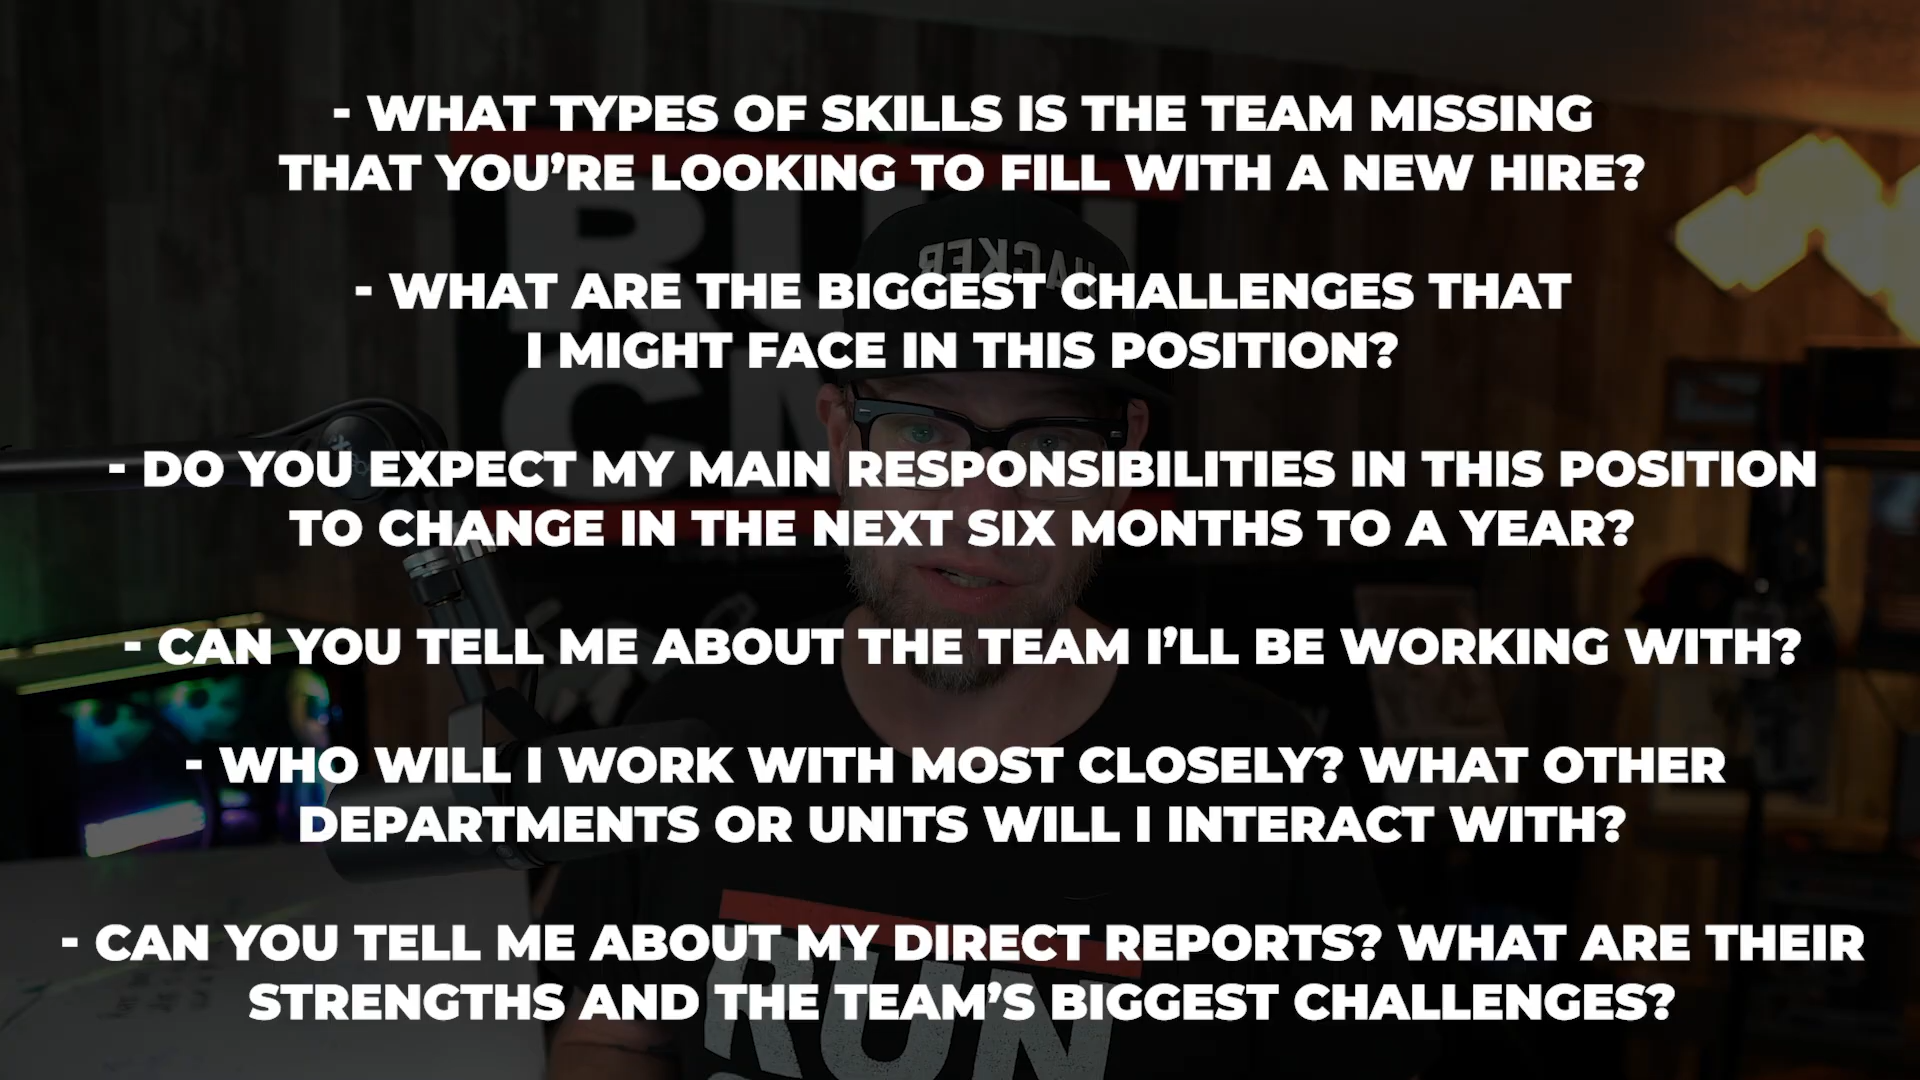 - WHAT TYPES OF SKILLS IS THE TEAM MISSING
THAT YOU’RE LOOKING TO FILL WITH A NEW HIRE?
- WHAT ARE THE BIGGEST CHALLENGES THAT
I MIGHT FACE IN THIS POSITION?
- DO YOU EXPECT MY MAIN RESPONSIBILITIES IN THIS POSITION
TO CHANGE IN THE NEXT SIX MONTHS TO A YEAR?
- CAN YOU TELL ME ABOUT THE TEAM I’LL BE WORKING WITH?
- WHO WILL I WORK WITH MOST CLOSELY? WHAT OTHER
DEPARTMENTS OR UNITS WILL I INTERACT WITH?
- CAN YOU TELL ME ABOUT MY DIRECT REPORTS? WHAT ARE THEIR
STRENGTHS AND THE TEAM’S BIGGEST CHALLENGES?
HACKER
RUN